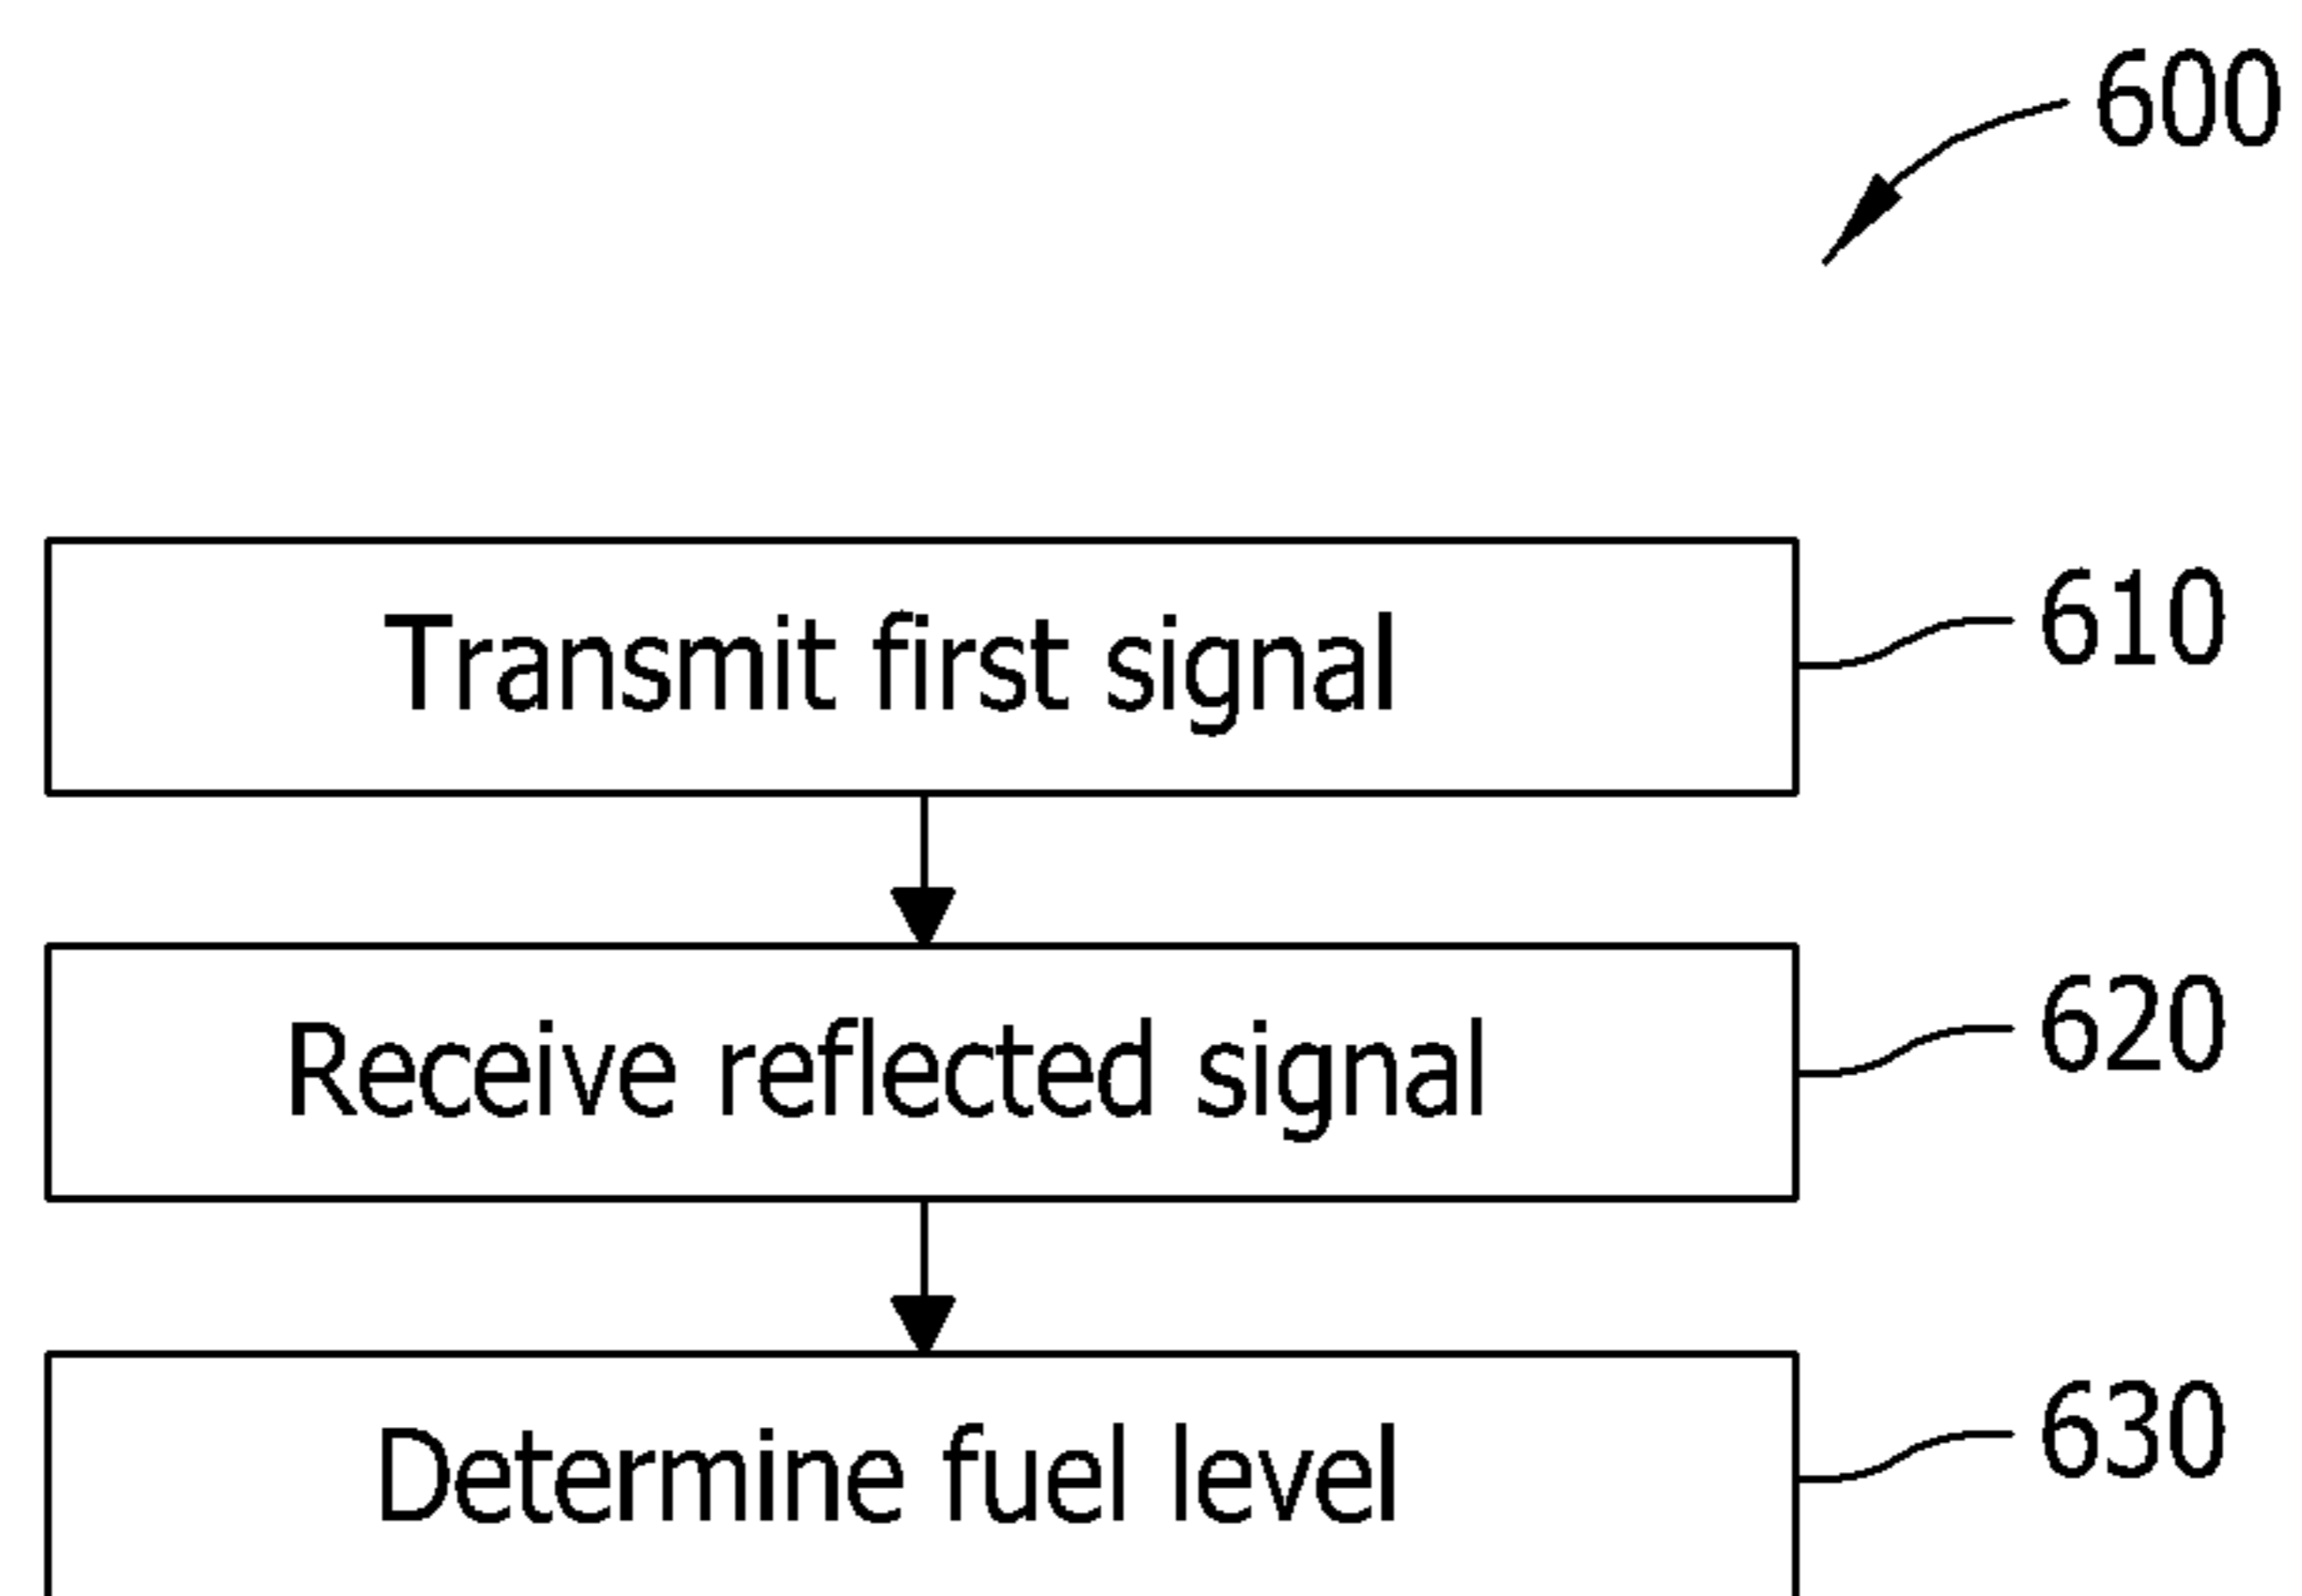 600
Transmit first signal
610
Receive reflected signal
620
Determine fuel level
630